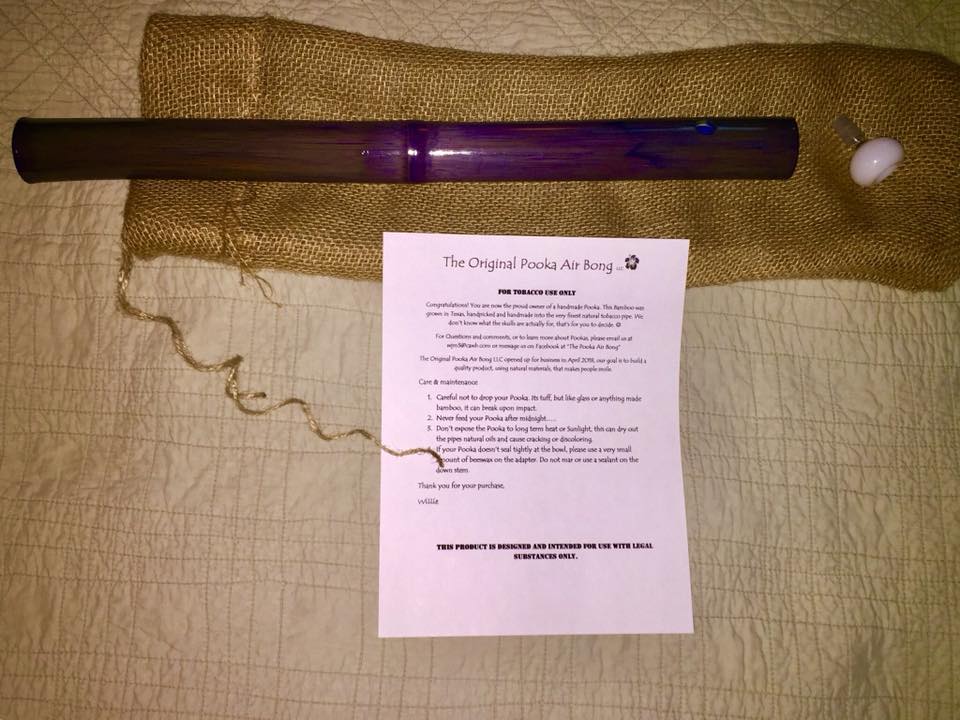 The Original Pooka Air Bong LLC
FOR TOBACCO USE ONLY
Congratulations! You are now the proud owner of a handmade Pooka. This Bamboo was
grown in Texas, handpicked and handmade into the very finest natural tobacco pipe. We
don't know what the skulls are actually for, that's for you to decide. ☺
For Questions and comments, or to learn more about Pookas, please email us at
or message us on Facebook at "The Pooka Air Bong"
The Original Pooka Air Bong LLC opened up for business in April 2018, our goal is to build a
quality product, using natural materials, that makes people smile.
Care & maintenance
1. Careful not to drop your Pooka. Its tuff, but like glass or anything made
bamboo, it can break upon impact.
2. Never feed your Pooka after midnight.....
3. Don't expose the Pooka to long term heat or Sunlight, this can dry out
the pipes natural oils and cause cracking or discoloring.
If your Pooka doesn't seal tightly at the bowl, please use a very small
amount of beeswax on the adapter. Do not mar or use a sealant on the
down stem.
Thank you for your purchase,
Willie
THIS PRODUCT IS DESIGNED AND INTENDED FOR USE WITH LEGAL
SUBSTANCES ONLY.